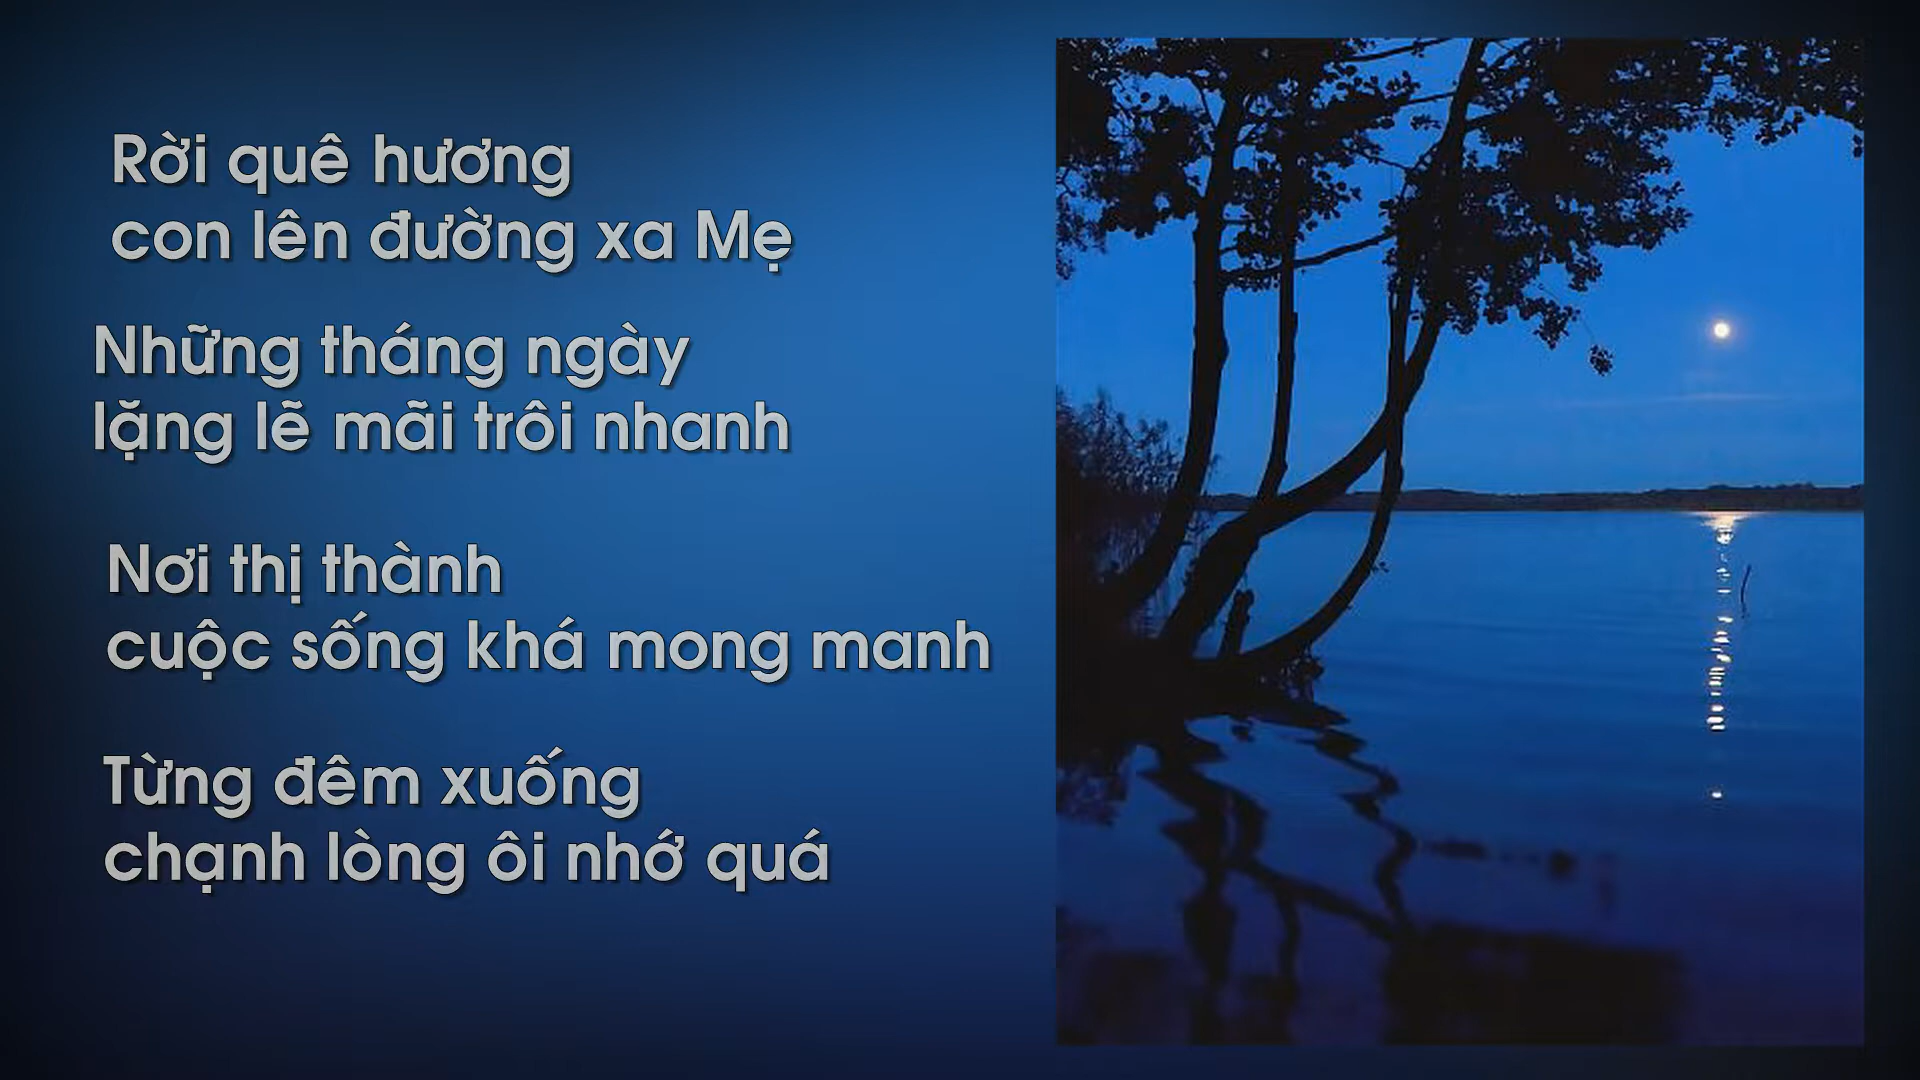 Rời quê hương
con lên đường xa Mẹ
Những tháng ngày
lặng lẽ mãi trôi nhanh
Nơi thị thành
cuộc sống khá mong manh
Từng đêm xuống
chạnh lòng ôi nhớ quá